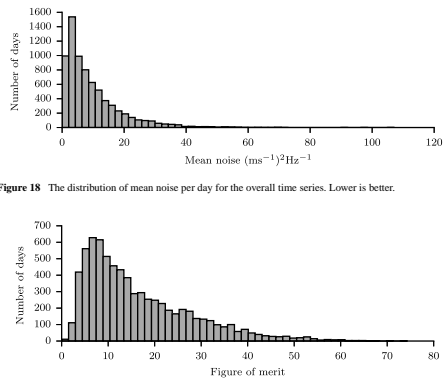 1600
1400
1200
1000
800
600
400
200
0
Number of days
0 20 40 60 80 100 120
Mean noise (ms⁻¹)²Hz⁻¹
Figure 18 The distribution of mean noise per day for the overall time series. Lower is better.
700
600
500
400
300
200
100
0
Number of days
0 10 20 30 40 50 60 70 80
Figure of merit